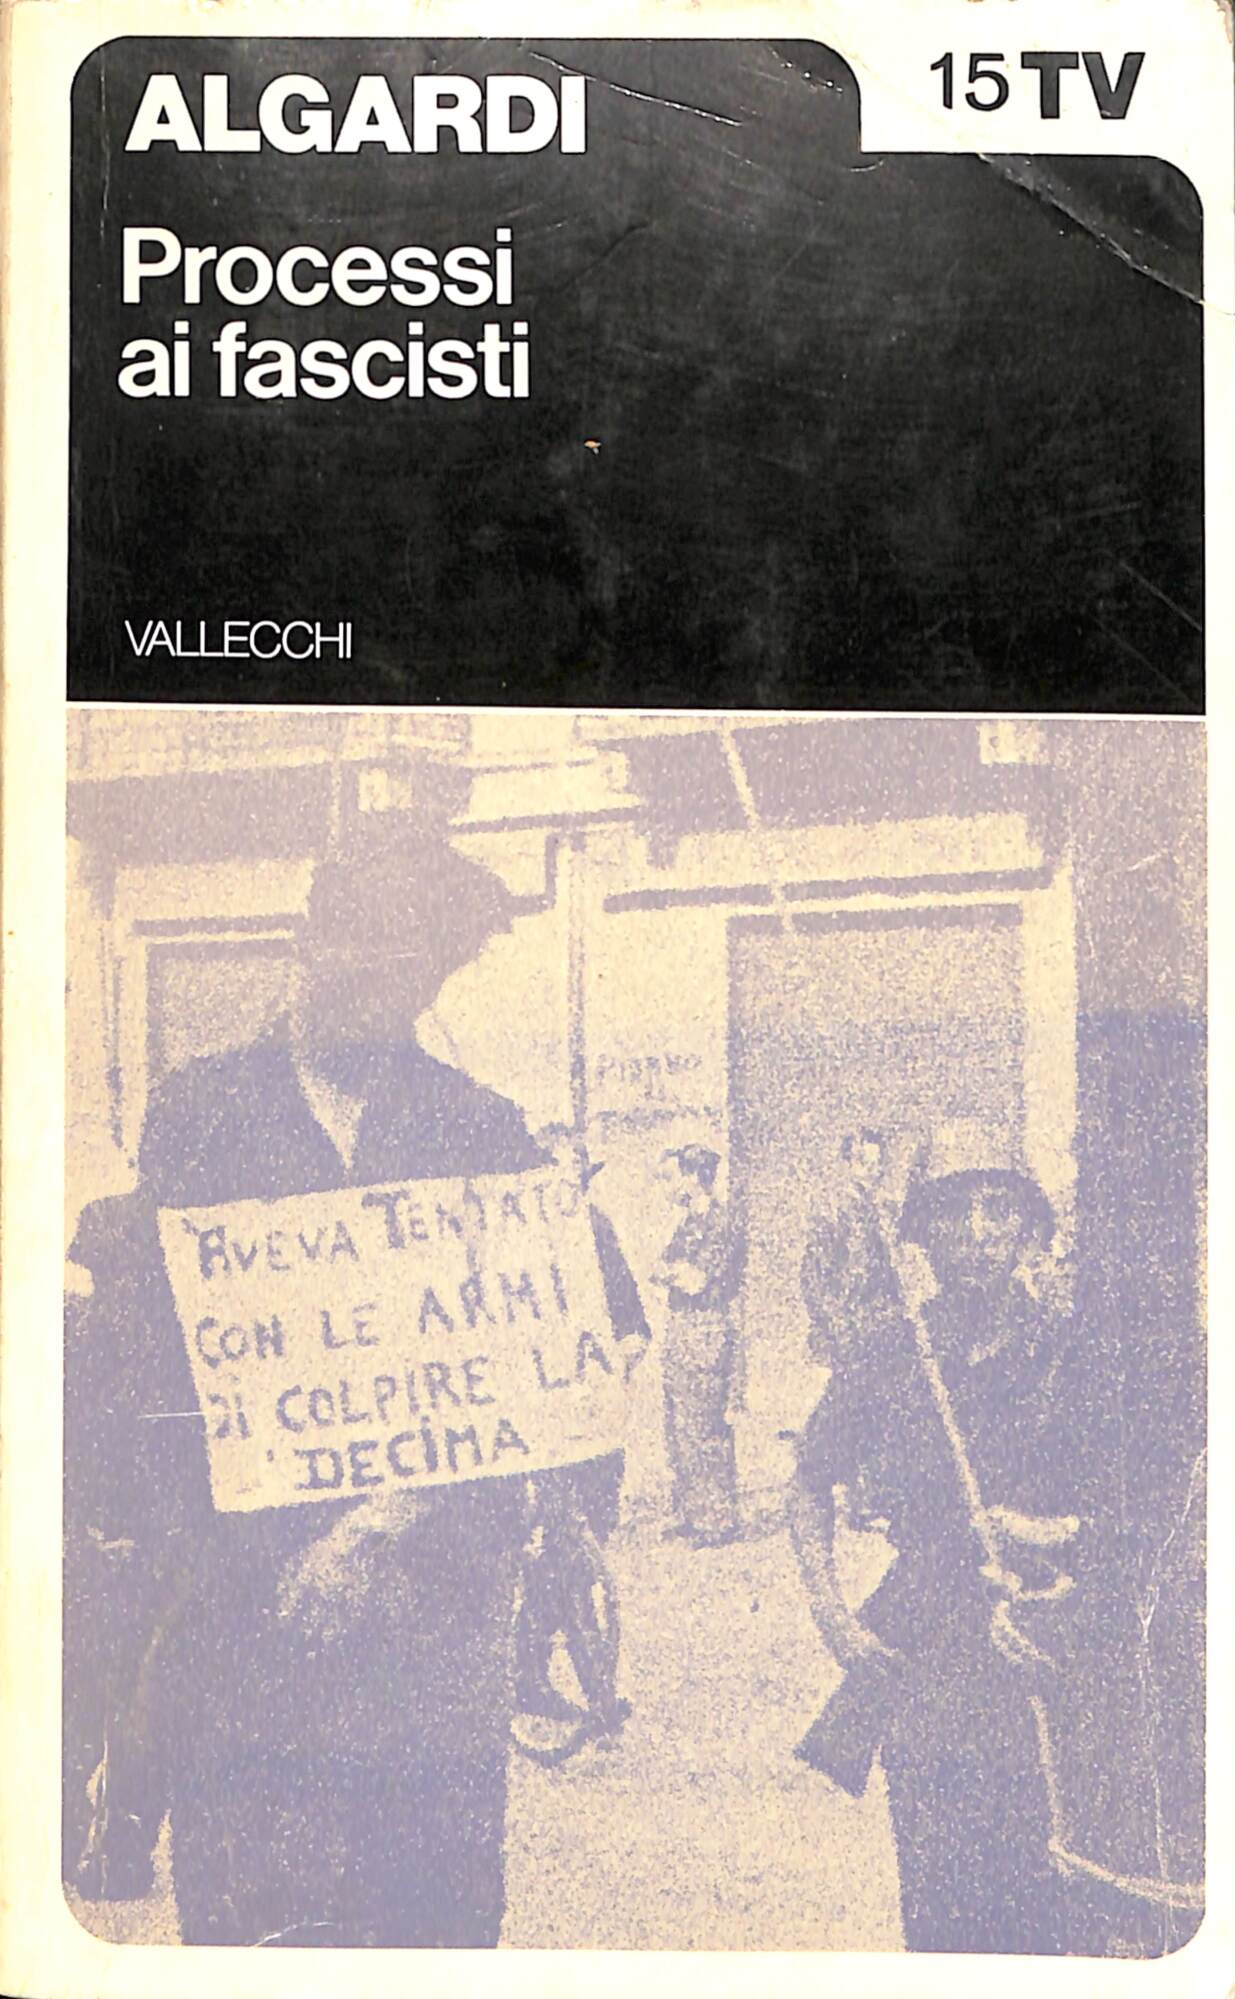 ALGARDI
15 TV
Processi
ai fascisti
VALLECCHI
AVEVA TENTATO
CON LE ARMI
DI COLPIRE LA
DECIMA